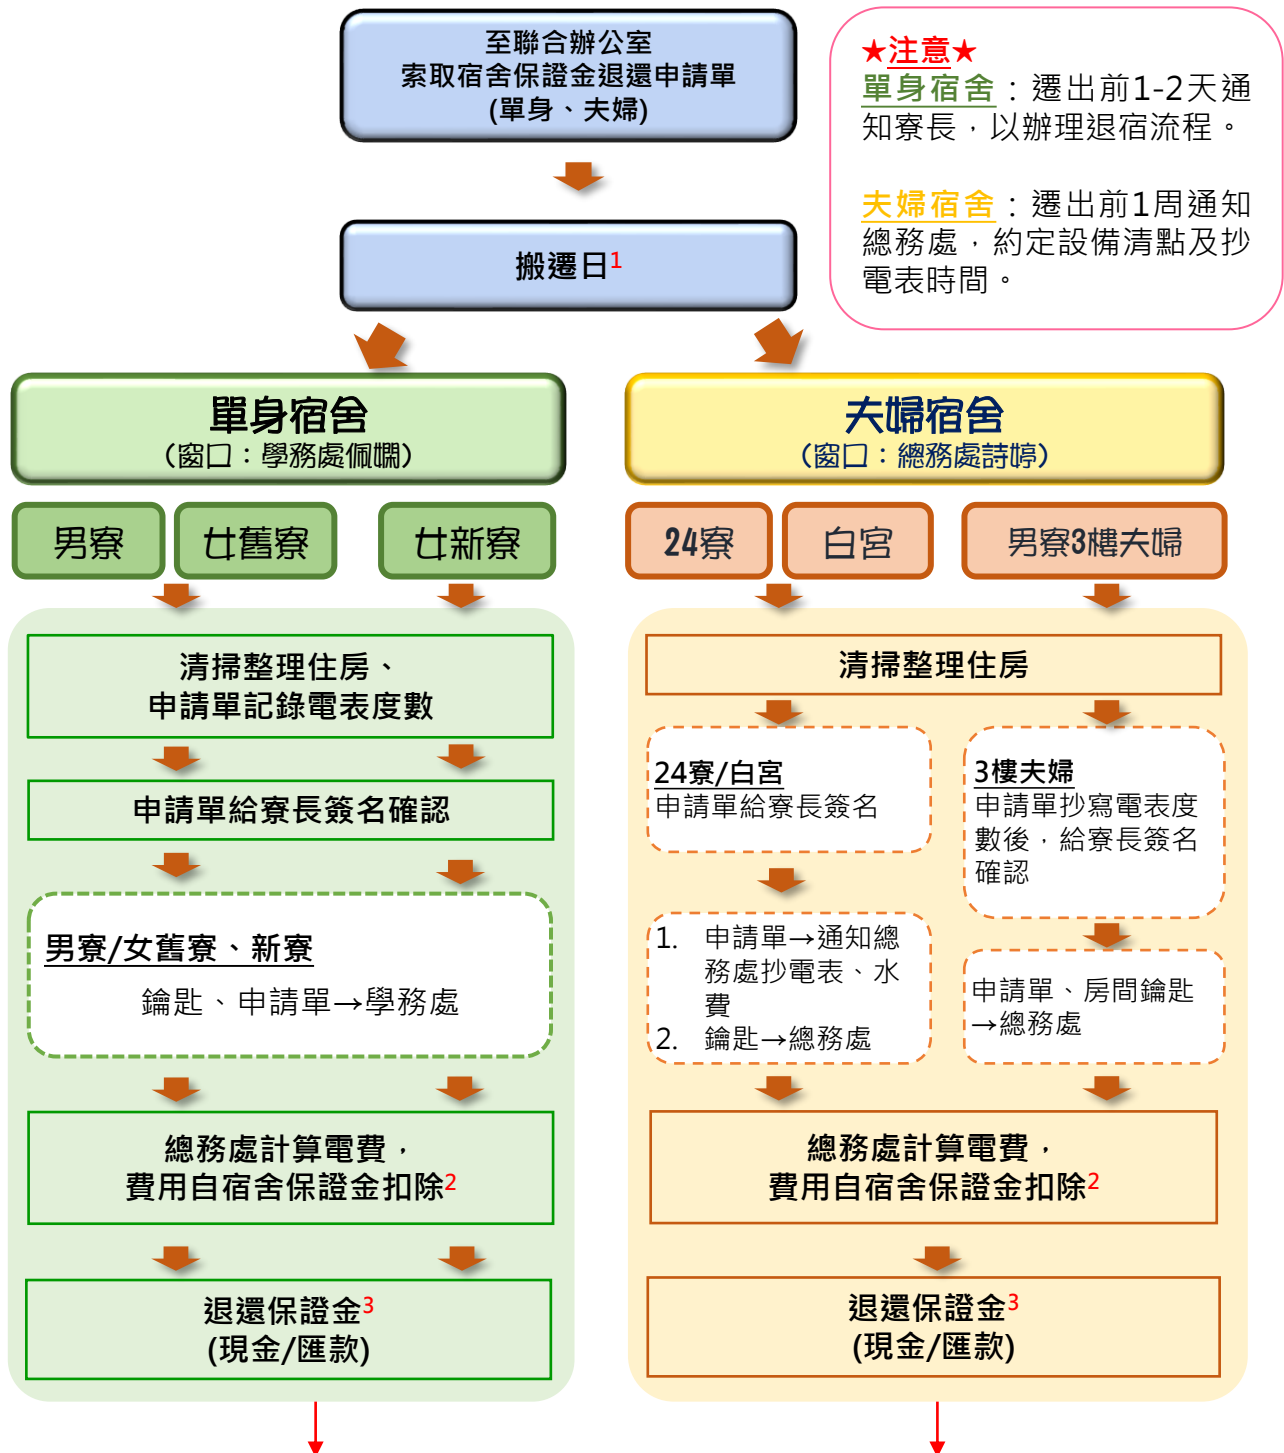 至聯合辦公室
索取宿舍保證金退還申請單
(單身、夫婦)
★注意★
單身宿舍：遷出前1-2天通
知寮長，以辦理退宿流程。
夫婦宿舍：遷出前1周通知
總務處，約定設備清點及抄
電表時間。
搬遷日1
單身宿舍
(窗口：學務處佩嫻)
男寮
女舊寮
女新寮
清掃整理住房、
申請單記錄電表度數
申請單給寮長簽名確認
男寮/女舊寮、新寮
鑰匙、申請單→學務處
總務處計算電費，
費用自宿舍保證金扣除2
退還保證金3
(現金/匯款)
夫婦宿舍
(窗口：總務處詩婷)
24寮
白宮
男寮3樓夫婦
清掃整理住房
24寮/白宮
申請單給寮長簽名
1. 申請單→通知總
務處抄電表、水
費
2. 鑰匙→總務處
3樓夫婦
申請單抄寫電表度
數後，給寮長簽名
確認
申請單、房間鑰匙
→總務處
總務處計算電費，
費用自宿舍保證金扣除2
退還保證金3
(現金/匯款)